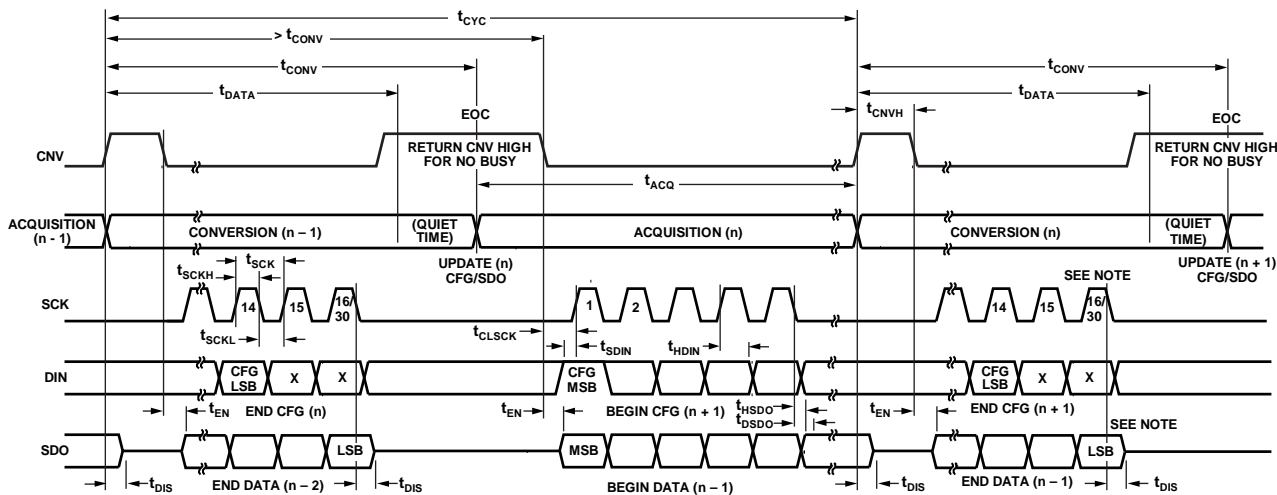 tCYC
> tCONV
tCONV
tCONV
tDATA
tDATA
tCNVH
EOC
EOC
CNV
RETURN CNV HIGH
FOR NO BUSY
RETURN CNV HIGH
FOR NO BUSY
tACQ
ACQUISITION
(n - 1)
CONVERSION (n – 1)
(QUIET
TIME)
ACQUISITION (n)
CONVERSION (n)
(QUIET
TIME)
UPDATE (n)
CFG/SDO
UPDATE (n + 1)
CFG/SDO
tSCK
tSCKH
SEE NOTE
SCK
14
15
16/
30
1
2
14
15
16/
30
tSCKL
tCLSCK
tSDIN
tHDIN
DIN
CFG
LSB
X
X
CFG
MSB
CFG
LSB
X
X
tEN
END CFG (n)
tEN
BEGIN CFG (n + 1)
tHSDO
tDSDO
tEN
END CFG (n + 1)
SEE NOTE
SDO
LSB
MSB
LSB
tDIS
END DATA (n – 2)
tDIS
BEGIN DATA (n – 1)
tDIS
END DATA (n – 1)
tDIS